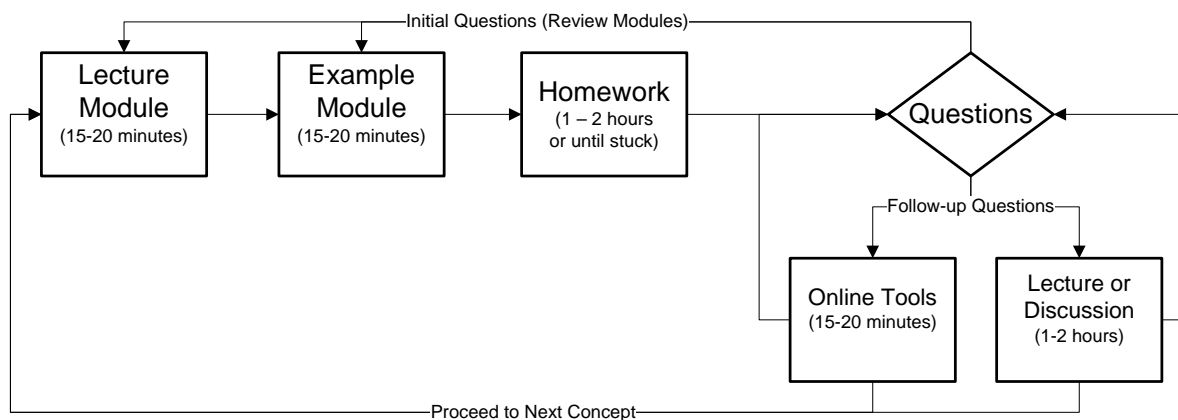 Initial Questions (Review Modules)
Lecture
Module
(15-20 minutes)
Example
Module
(15-20 minutes)
Homework
(1 – 2 hours
or until stuck)
Questions
Follow-up Questions
Online Tools
(15-20 minutes)
Lecture or
Discussion
(1-2 hours)
Proceed to Next Concept